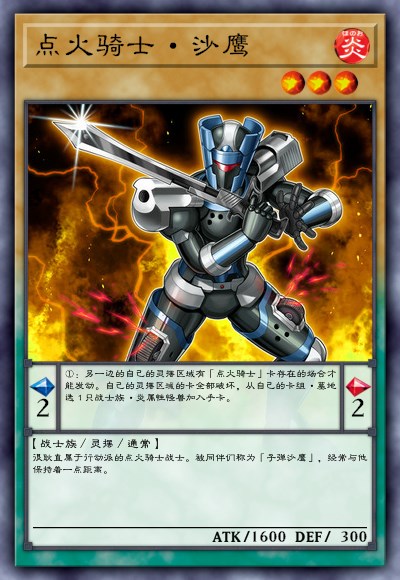 点火骑士・沙鹰
炎
①：另一边的自己的灵摆区域有「点火骑士」卡存在的场合才
能发动。自己的灵摆区域的卡全部破坏，从自己的卡组・墓地
选1只战士族・炎属性怪兽加入手卡。
2
2
【战士族／灵摆／通常】
很耿直属于行动派的点火骑士战士。被同伴们称为「子弹沙鹰」，经常与他
保持着一点距离。
ATK/1600 DEF/ 300